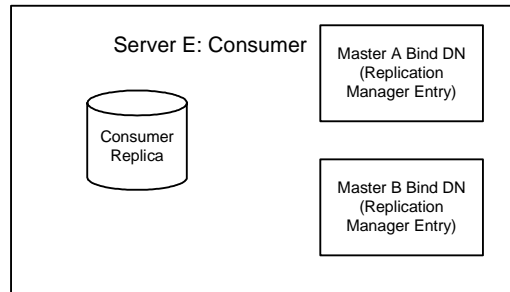 Server E: Consumer
Consumer
Replica
Master A Bind DN
(Replication
Manager Entry)
Master B Bind DN
(Replication
Manager Entry)